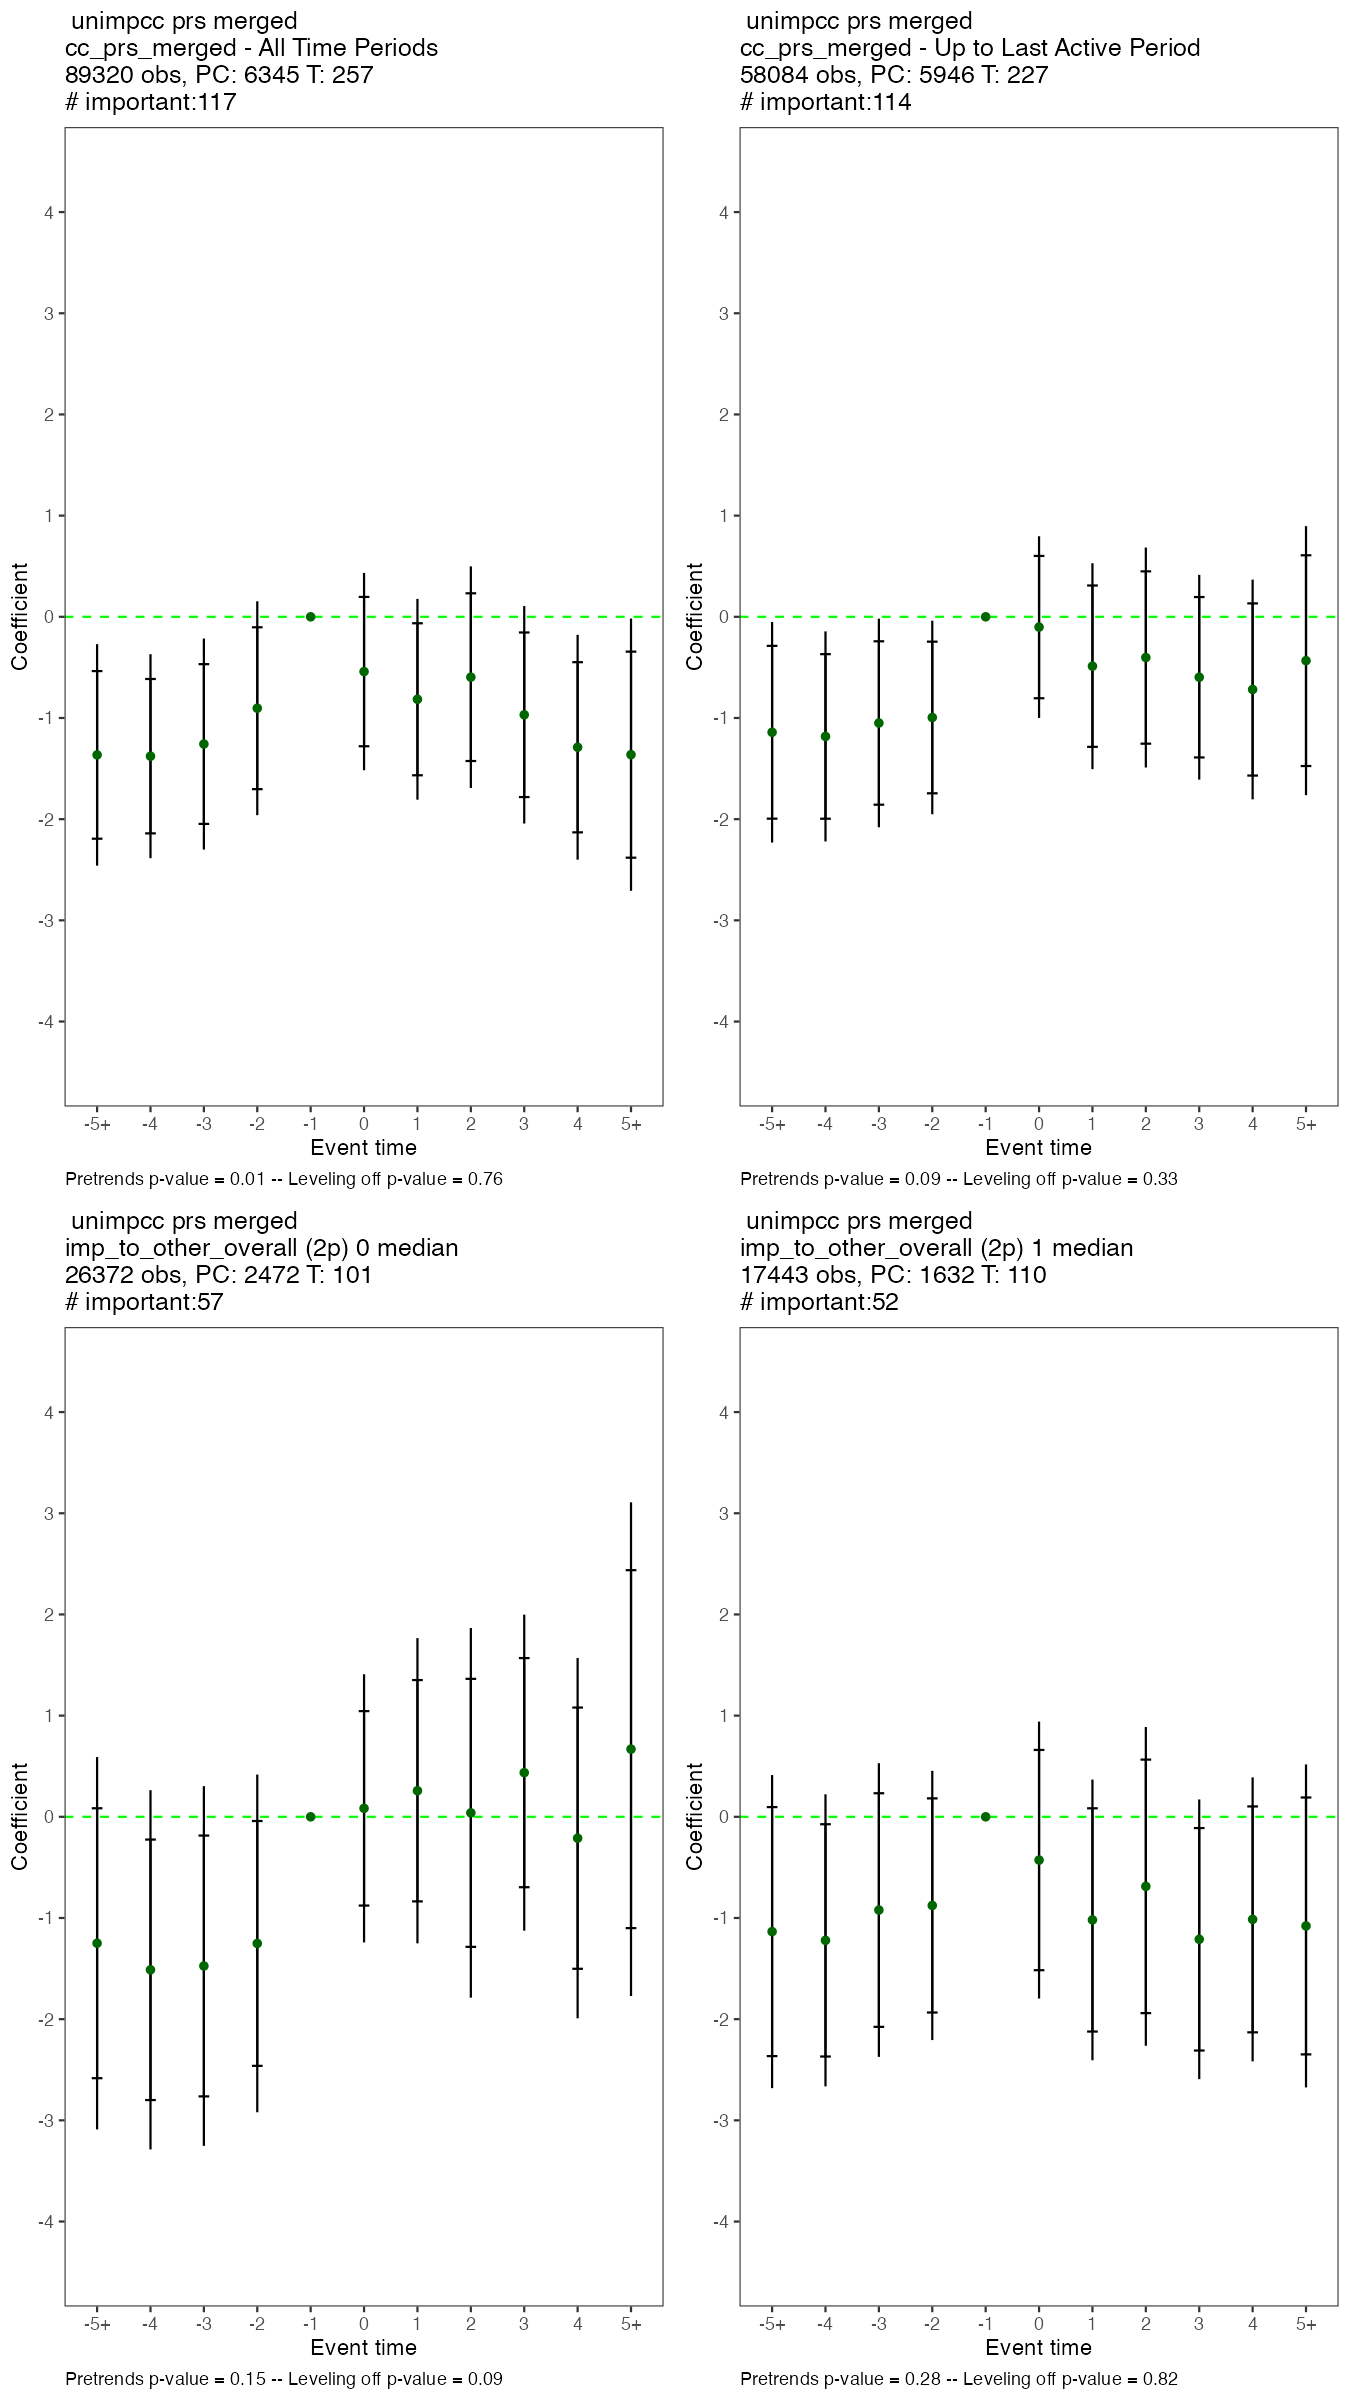 unimpcc prs merged
cc_prs_merged - All Time Periods
89320 obs, PC: 6345 T: 257
# important:117
4
3
2
1
0
-1
-2
-3
-4
Coefficient
-5+ -4 -3 -2 -1 0 1 2 3 4 5+
Event time
Pretrends p-value = 0.01 -- Leveling off p-value = 0.76
unimpcc prs merged
cc_prs_merged - Up to Last Active Period
58084 obs, PC: 5946 T: 227
# important:114
4
3
2
1
0
-1
-2
-3
-4
Coefficient
-5+ -4 -3 -2 -1 0 1 2 3 4 5+
Event time
Pretrends p-value = 0.09 -- Leveling off p-value = 0.33
unimpcc prs merged
imp_to_other_overall (2p) 0 median
26372 obs, PC: 2472 T: 101
# important:57
4
3
2
1
0
-1
-2
-3
-4
Coefficient
-5+ -4 -3 -2 -1 0 1 2 3 4 5+
Event time
Pretrends p-value = 0.15 -- Leveling off p-value = 0.09
unimpcc prs merged
imp_to_other_overall (2p) 1 median
17443 obs, PC: 1632 T: 110
# important:52
4
3
2
1
0
-1
-2
-3
-4
Coefficient
-5+ -4 -3 -2 -1 0 1 2 3 4 5+
Event time
Pretrends p-value = 0.28 -- Leveling off p-value = 0.82